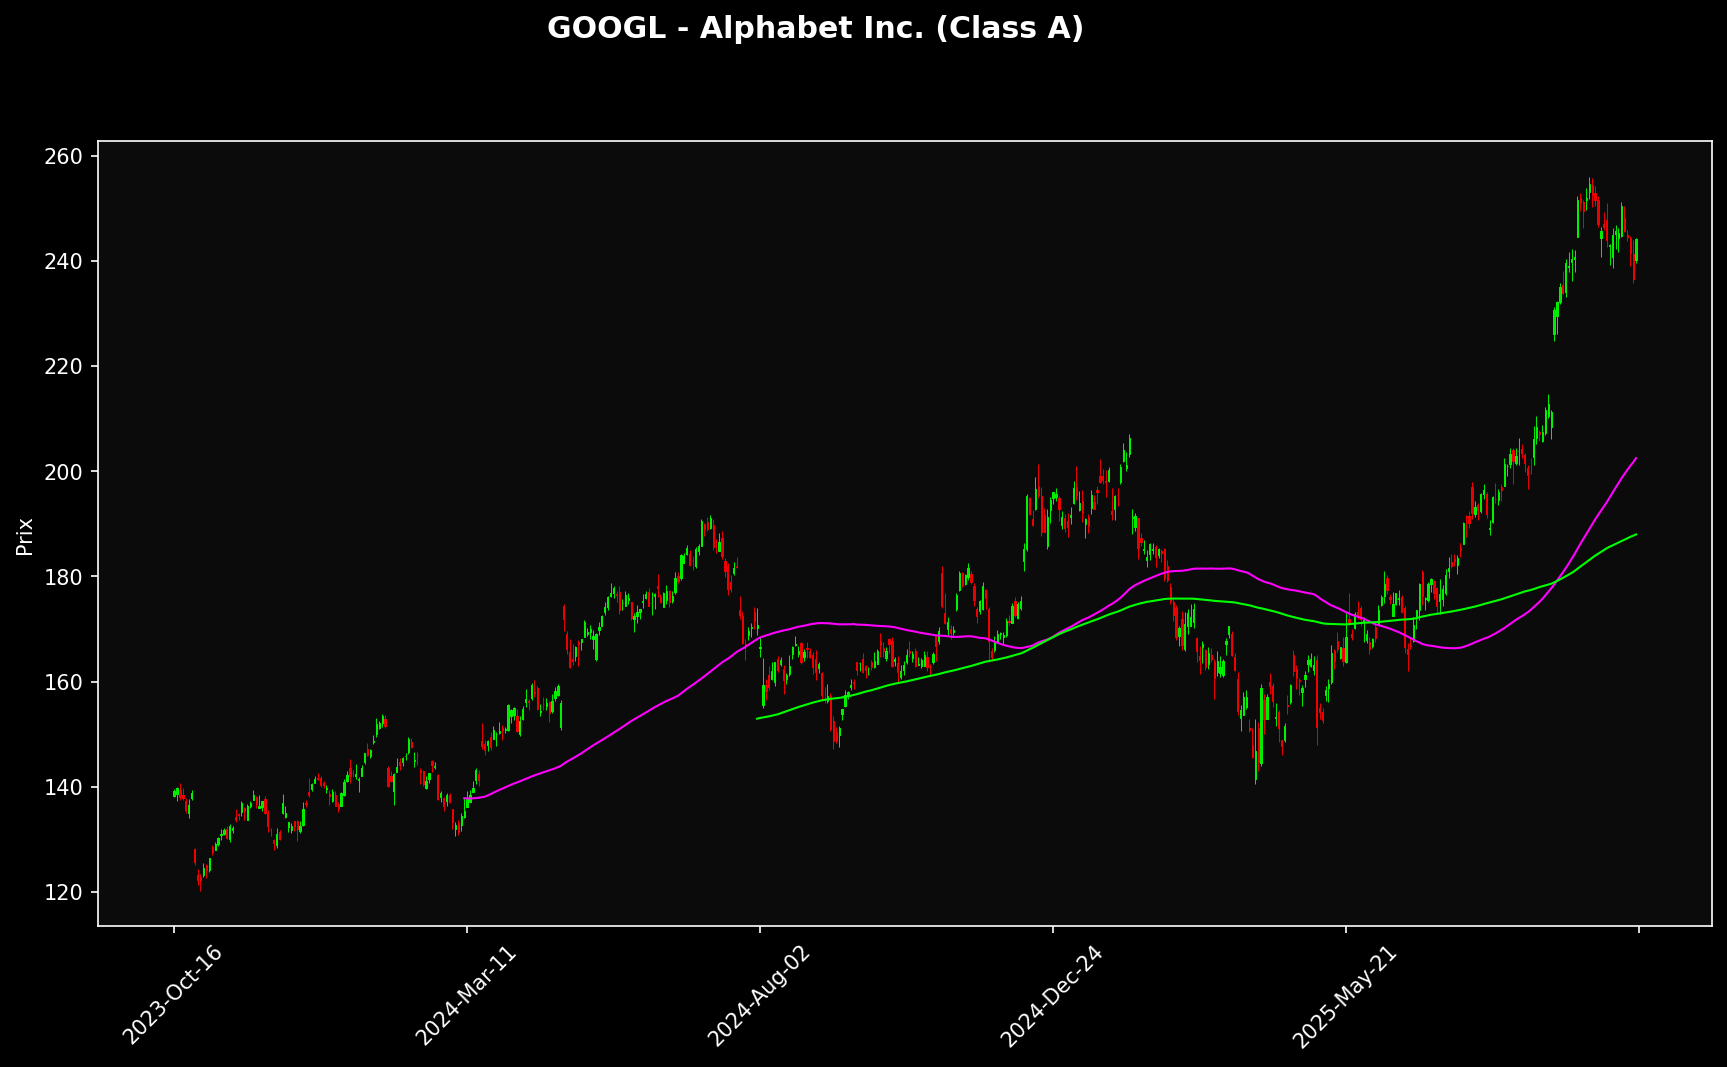 GOOGL - Alphabet Inc. (Class A)
Prix
260
240
220
200
180
160
140
120
2023-Oct-16
2024-Mar-11
2024-Aug-02
2024-Dec-24
2025-May-21